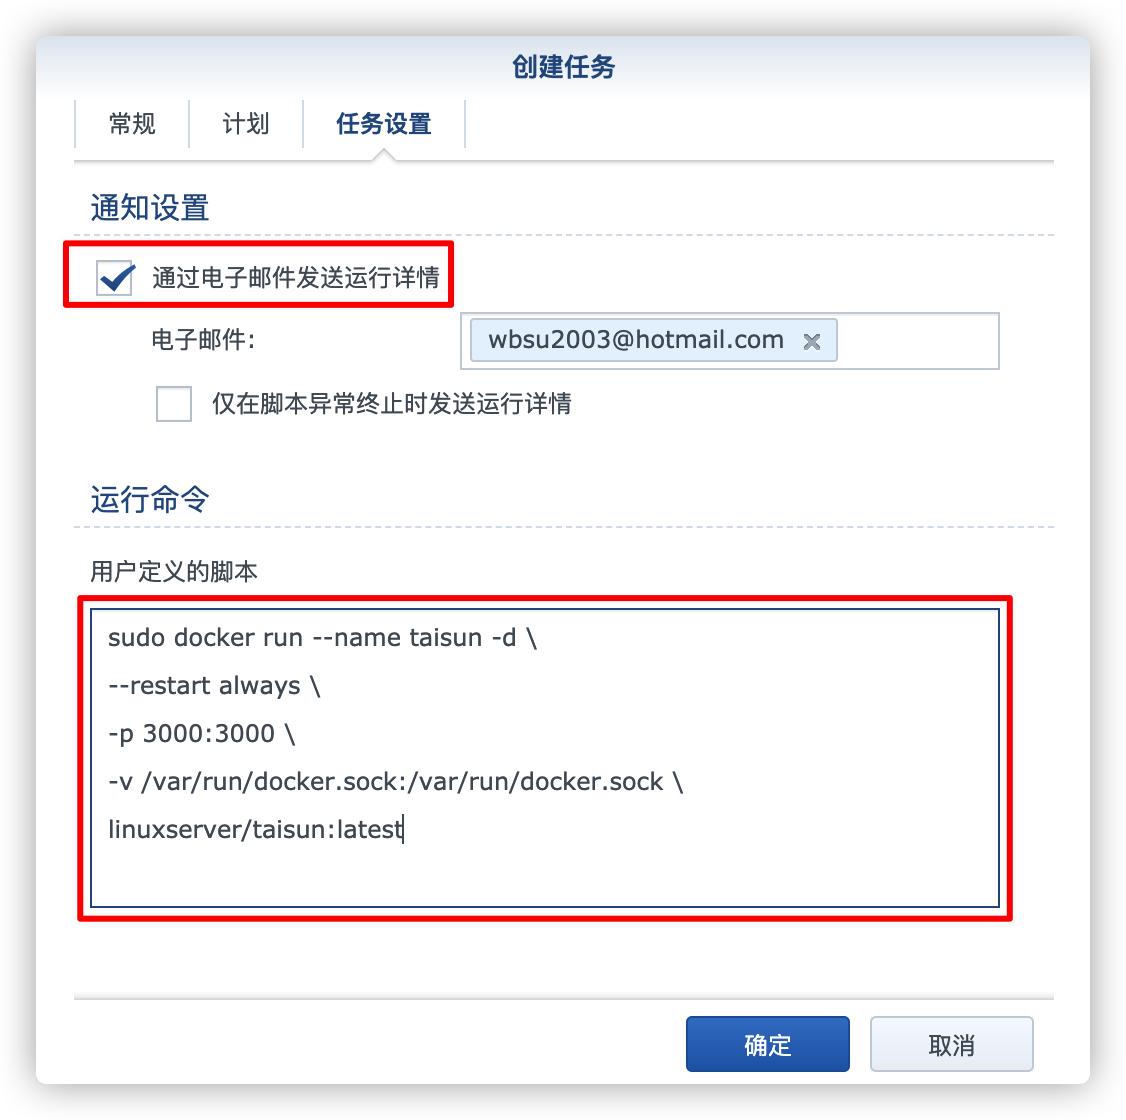 创建任务
常规 计划 任务设置
通知设置
通过电子邮件发送运行详情
电子邮件: wbsu2003@hotmail.com
仅在脚本异常终止时发送运行详情
运行命令
用户定义的脚本
sudo docker run --name taisun -d \
--restart always \
-p 3000:3000 \
-v /var/run/docker.sock:/var/run/docker.sock \
linuxserver/taisun:latest
确定 取消